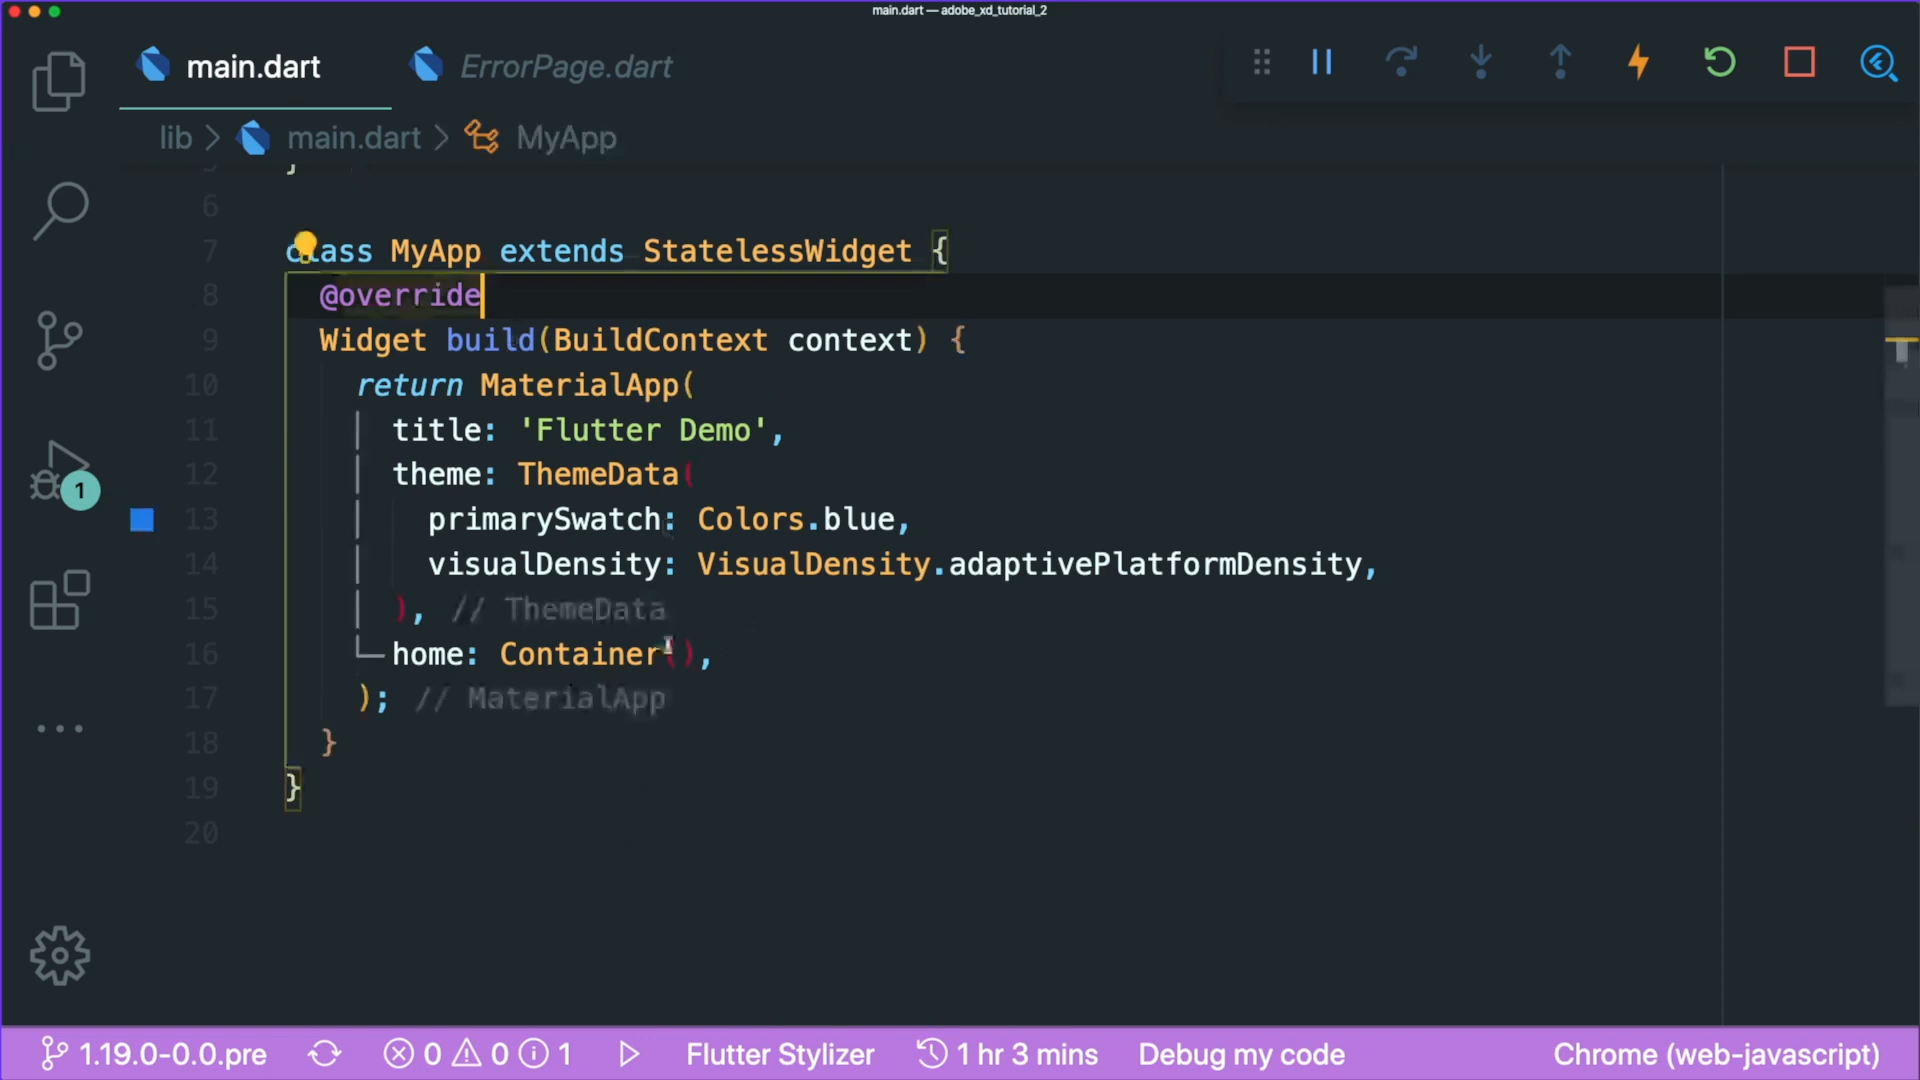 main.dart — adobe_xd_tutorial_2
main.dart ErrorPage.dart
lib > main.dart > MyApp
5 }
6
7 class MyApp extends StatelessWidget {
8 @override
9 Widget build(BuildContext context) {
10 return MaterialApp(
11 title: 'Flutter Demo',
12 theme: ThemeData(
13 primarySwatch: Colors.blue,
14 visualDensity: VisualDensity.adaptivePlatformDensity,
15 ), // ThemeData
16 home: Container(),
17 ); // MaterialApp
18 }
19 }
20
1
1.19.0-0.0.pre 0 0 1 Flutter Stylizer 1 hr 3 mins Debug my code Chrome (web-javascript)